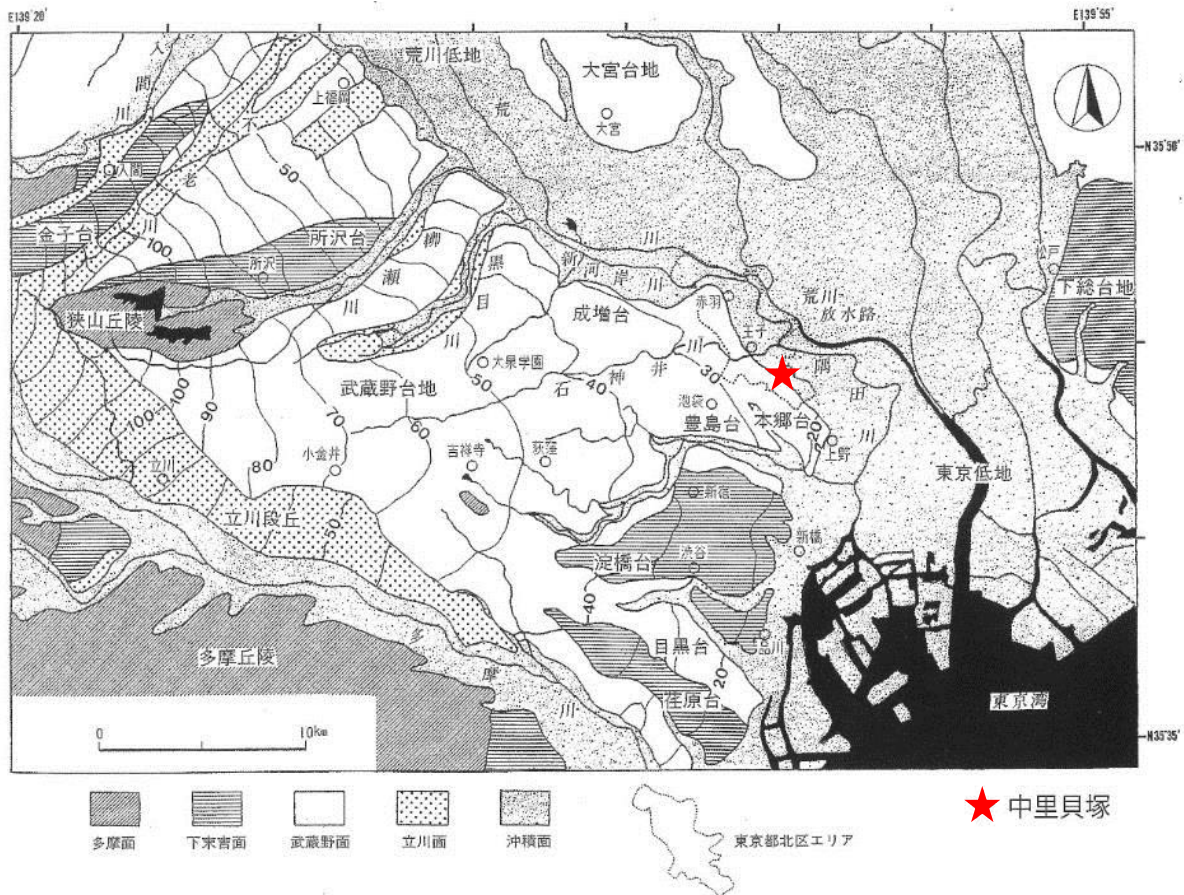 E139°20'
E139°55'
入
間
川
荒川低地
大宮台地
上福岡
不
老
川
荒
川
大宮
N35°50'
入間
50
金子台
100
所沢台
所沢
柳
瀬
川
黒
目
川
新
河
岸
川
松戸
下総台地
赤羽
荒川
放水路
狭山丘陵
成増台
王子
大泉学園
50
石
神
井
川
40
30
隅
田
川
武蔵野台地
池袋
豊島台
本郷台
20
上野
100
100
90
70
60
80
小金井
吉祥寺
荻窪
立川
新宿
東京低地
立川段丘
50
淀橋台
渋谷
新橋
40
多
摩
川
目黒台
品川
20
荏原台
多摩丘陵
東京湾
N35°35'
0
10km
多摩面
下末吉面
武蔵野面
立川面
沖積面
東京都北区エリア
中里貝塚